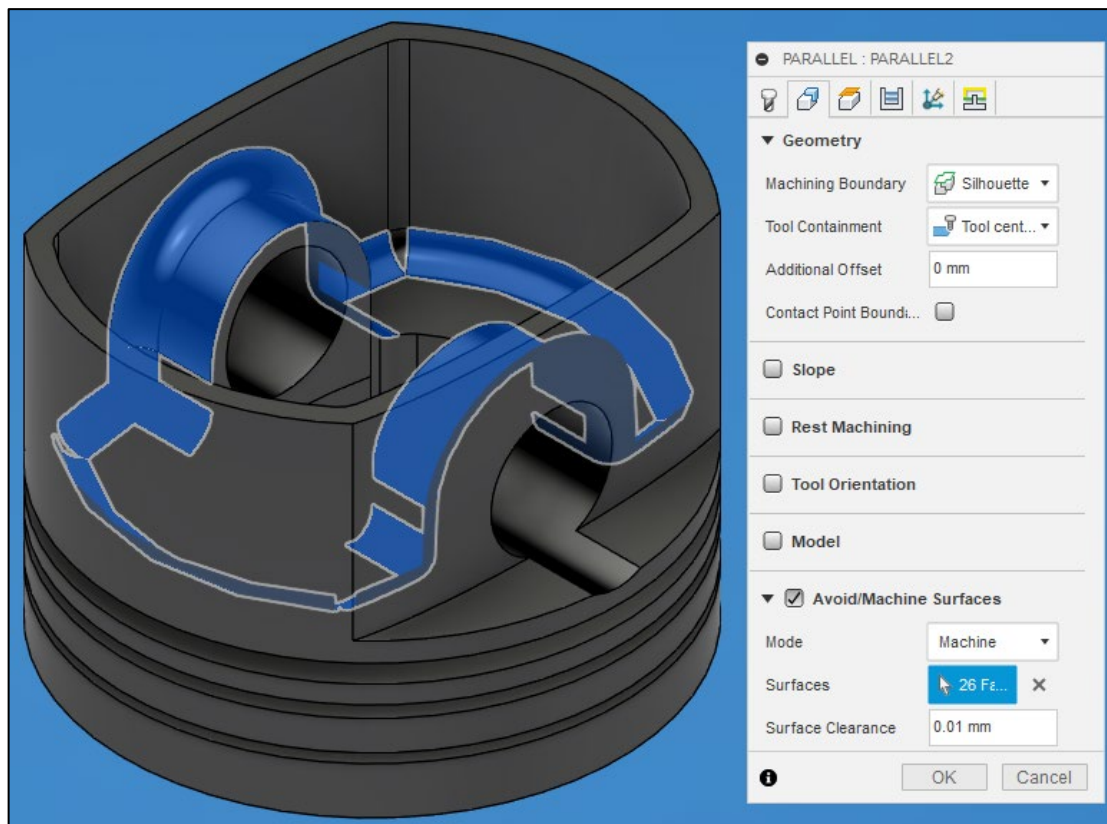 PARALLEL : PARALLEL2
Geometry
Machining Boundary Silhouette
Tool Containment Tool cent...
Additional Offset 0 mm
Contact Point Bounda...
Slope
Rest Machining
Tool Orientation
Model
Avoid/Machine Surfaces
Mode Machine
Surfaces 26 Fa...
Surface Clearance 0.01 mm
OK Cancel